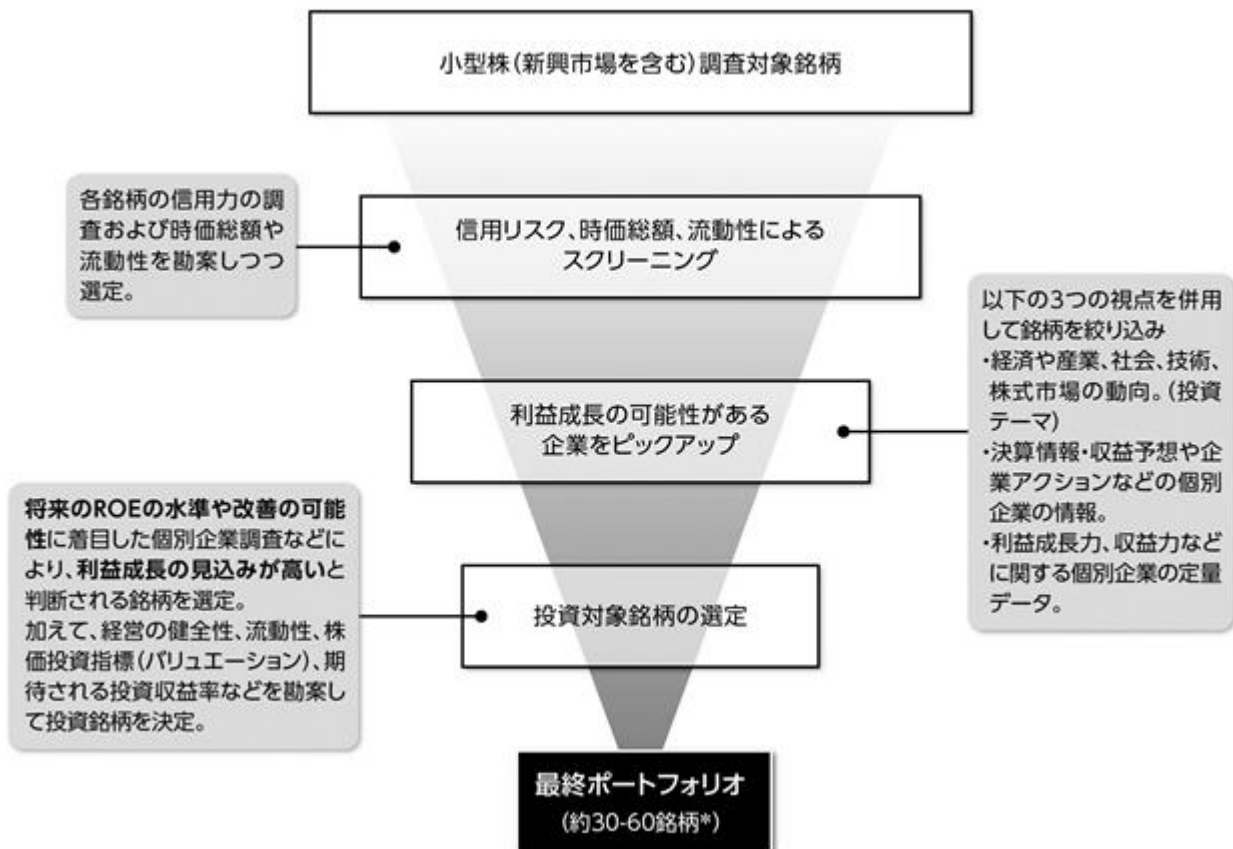 小型株(新興市場を含む)調査対象銘柄
各銘柄の信用力の調
査および時価総額や
流動性を勘案しつつ
選定。
信用リスク、時価総額、流動性による
スクリーニング
以下の3つの視点を併用
して銘柄を絞り込み
・経済や産業、社会、技術、
株式市場の動向。(投資
テーマ)
・決算情報・収益予想や企
業アクションなどの個別
企業の情報。
・利益成長力、収益力など
に関する個別企業の定量
データ。
利益成長の可能性がある
企業をピックアップ
将来のROEの水準や改善の可能
性に着目した個別企業調査などに
より、利益成長の見込みが高いと
判断される銘柄を選定。
加えて、経営の健全性、流動性、株
価投資指標(バリュエーション)、期
待される投資収益率などを勘案し
て投資銘柄を決定。
投資対象銘柄の選定
最終ポートフォリオ
(約30-60銘柄*)